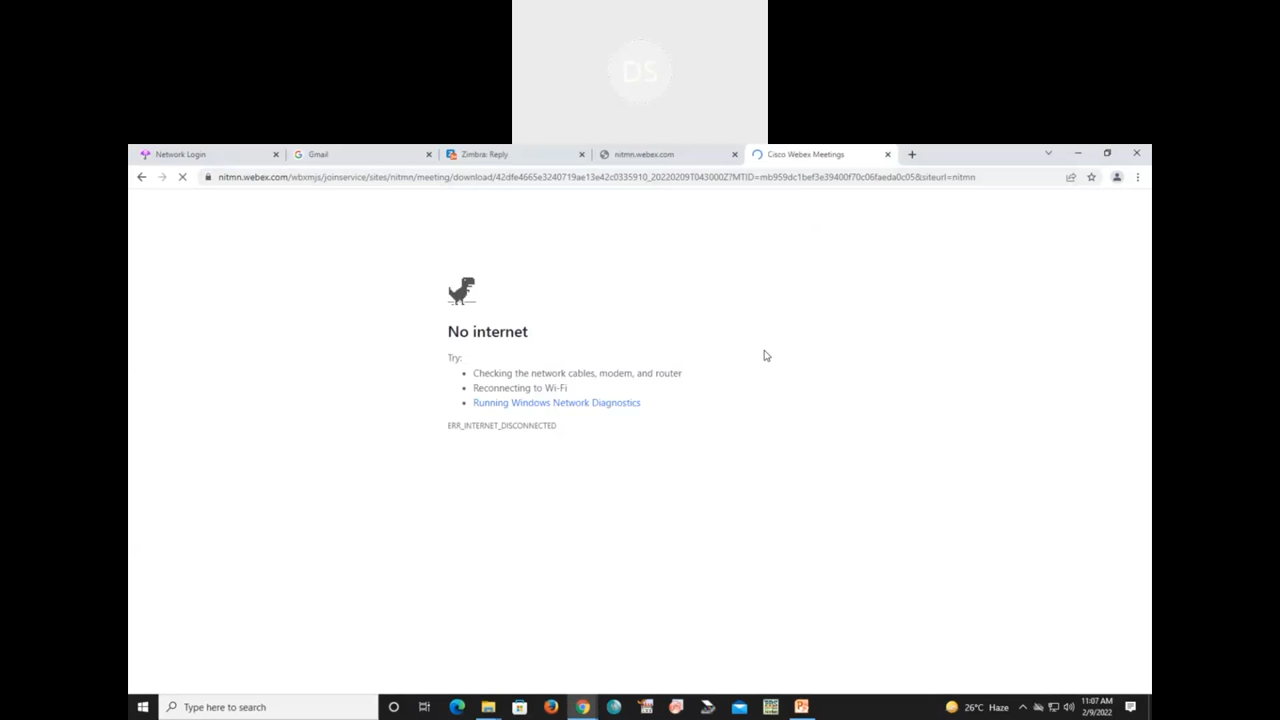 DS
Network Login
Gmail
Zimbra: Reply
nitmn.webex.com
Cisco Webex Meetings
nitmn.webex.com/wbxmjs/joinservice/sites/nitmn/meeting/download/42dfe4665e3240719ae13e42c0335910_20220209T043000Z?MTID=mb959dc1bef3e39400f70c06faeda0c05&siteurl=nitmn
No internet
Try:
• Checking the network cables, modem, and router
• Reconnecting to Wi-Fi
• Running Windows Network Diagnostics
ERR_INTERNET_DISCONNECTED
Type here to search
26°C Haze
11:07 AM
2/9/2022